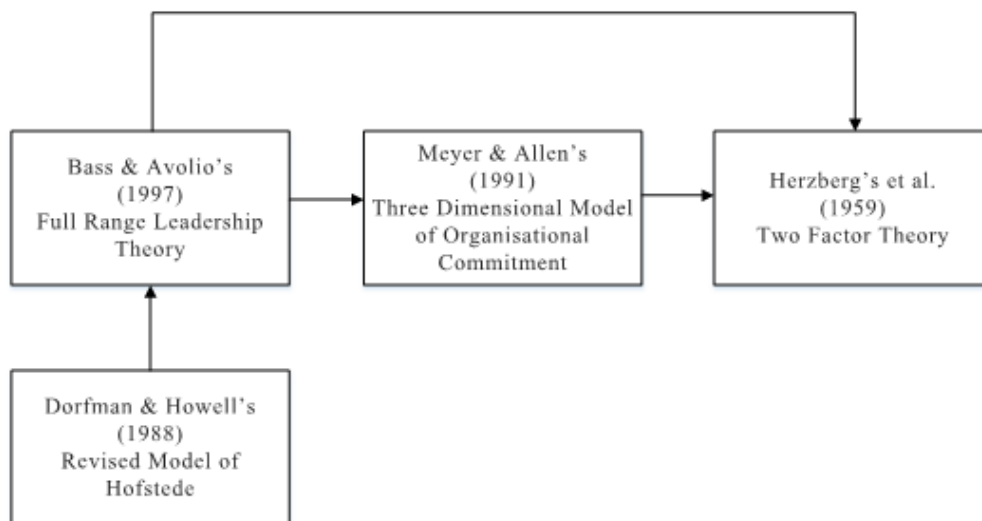 Bass & Avolio's
(1997)
Full Range Leadership
Theory
Meyer & Allen's
(1991)
Three Dimensional Model
of Organisational
Commitment
Herzberg's et al.
(1959)
Two Factor Theory
Dorfman & Howell's
(1988)
Revised Model of
Hofstede